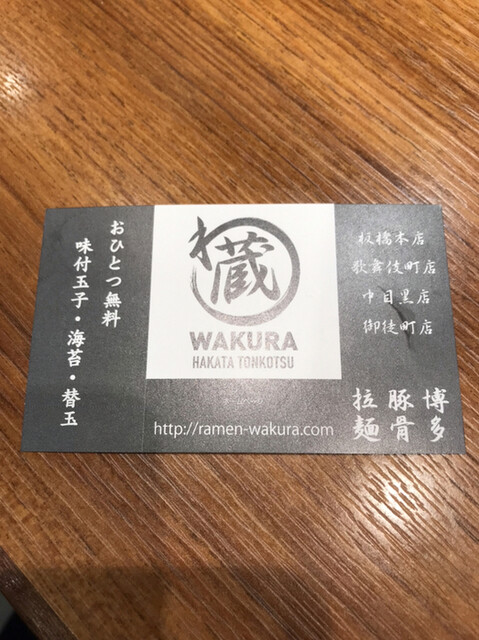 おひとつ無料
味付玉子・海苔・替玉
わ蔵
WAKURA
HAKATA TONKOTSU
http://ramen-wakura.com
板橋本店
歌舞伎町店
中目黒店
御徒町店
博多
豚骨
拉麺